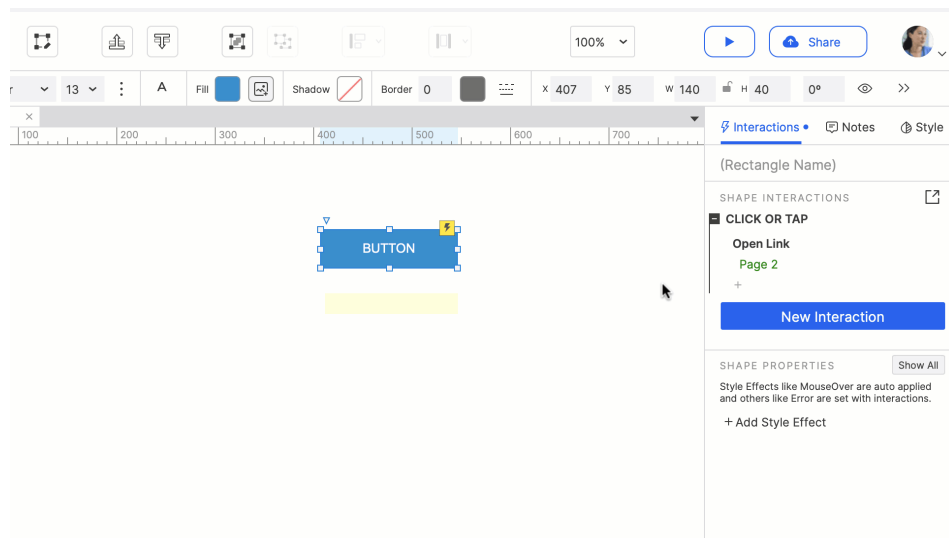 100%
Share
r
13
A
Fill
Shadow
Border 0
X 407
Y 85
W 140
H 40
0°
100 200 300 400 500 600 700
Interactions
Notes
Style
(Rectangle Name)
SHAPE INTERACTIONS
CLICK OR TAP
Open Link
Page 2
+
New Interaction
BUTTON
SHAPE PROPERTIES
Show All
Style Effects like MouseOver are auto applied
and others like Error are set with interactions.
+ Add Style Effect